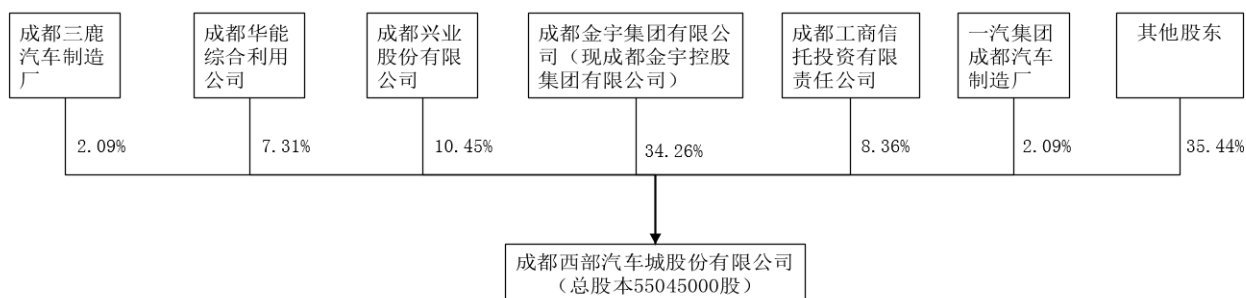 成都三鹿
汽车制造
厂
成都华能
综合利用
公司
成都兴业
股份有限
公司
成都金宇集团有限公
司（现成都金宇控股
集团有限公司）
成都工商信
托投资有限
责任公司
一汽集团
成都汽车
制造厂
其他股东
2.09%
7.31%
10.45%
34.26%
8.36%
2.09%
35.44%
成都西部汽车城股份有限公司
（总股本55045000股）